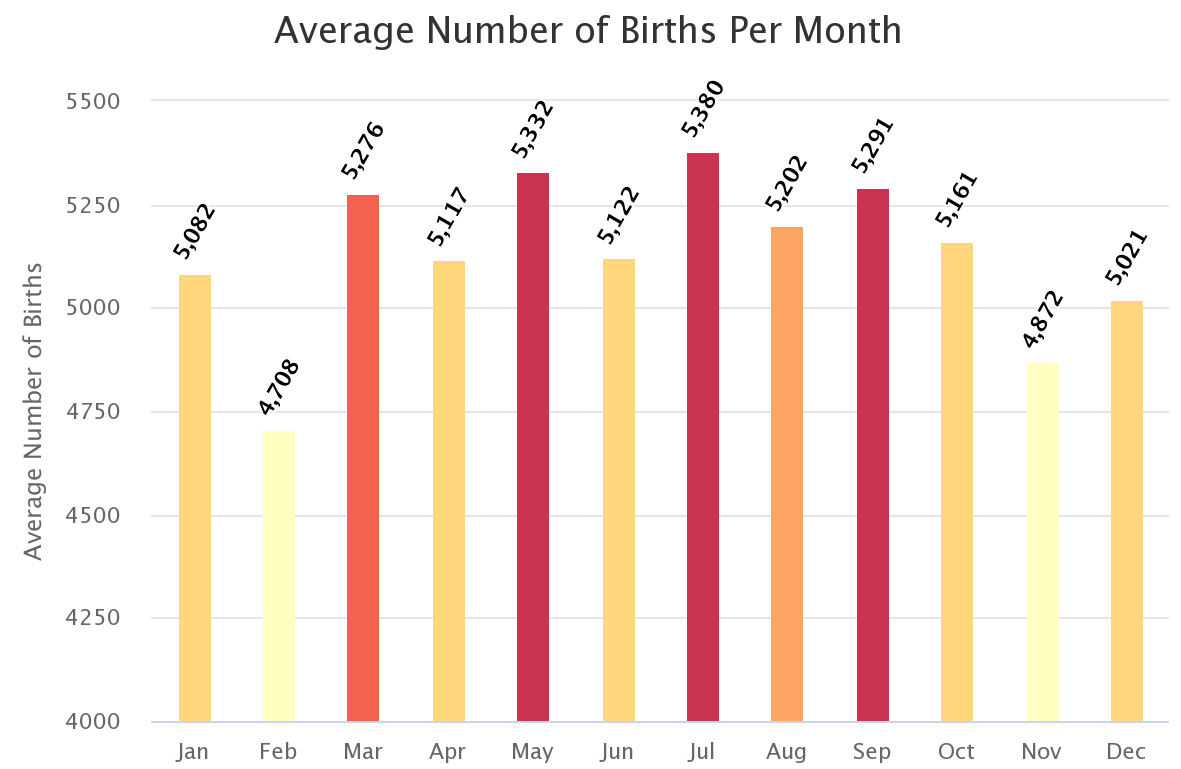 Average Number of Births Per Month
Average Number of Births
5500
5250
5000
4750
4500
4250
4000
5,082
4,708
5,276
5,117
5,332
5,122
5,380
5,202
5,291
5,161
4,872
5,021
Jan
Feb
Mar
Apr
May
Jun
Jul
Aug
Sep
Oct
Nov
Dec